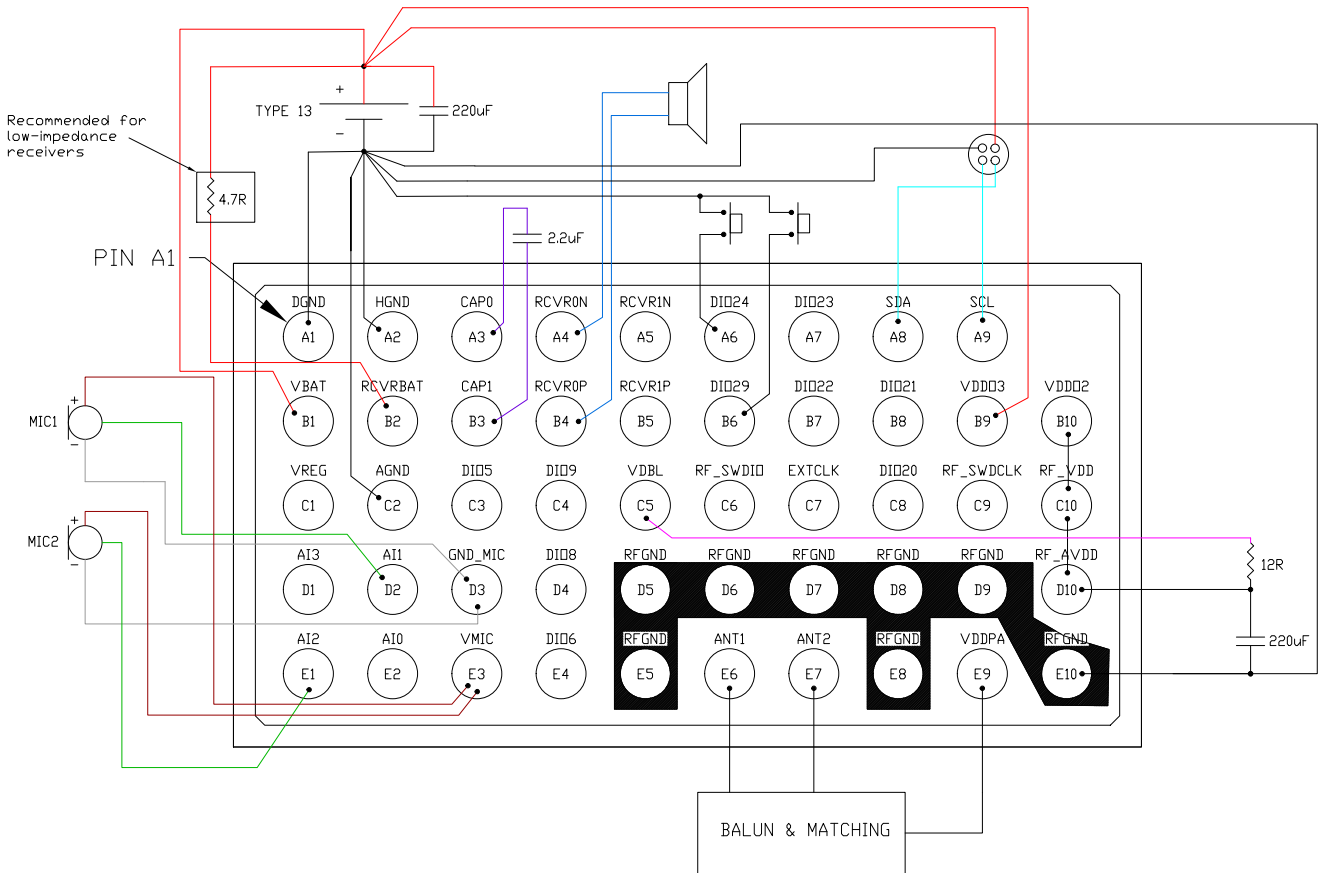 TYPE 13
+
-
220uF
Recommended for
low-impedance
receivers
4.7R
2.2uF
PIN A1
DGND HGND CAP0 RCVR0N RCVR1N DIO24 DIO23 SDA SCL
A1 A2 A3 A4 A5 A6 A7 A8 A9
VBAT RCVRBAT CAP1 RCVR0P RCVR1P DIO29 DIO22 DIO21 VDDO3 VDDO2
B1 B2 B3 B4 B5 B6 B7 B8 B9 B10
+
MIC1
-
VREG AGND DIO5 DIO9 VDBL RF_SWDIO EXTCLK DIO20 RF_SWDCLK RF_VDD
C1 C2 C3 C4 C5 C6 C7 C8 C9 C10
+
MIC2
-
AI3 AI1 GND_MIC DIO8 RFGND RFGND RFGND RFGND RFGND RF_AVDD
D1 D2 D3 D4 D5 D6 D7 D8 D9 D10
12R
AI2 AI0 VMIC DIO6 RFGND ANT1 ANT2 RFGND VDDPA RFGND
E1 E2 E3 E4 E5 E6 E7 E8 E9 E10
220uF
BALUN & MATCHING